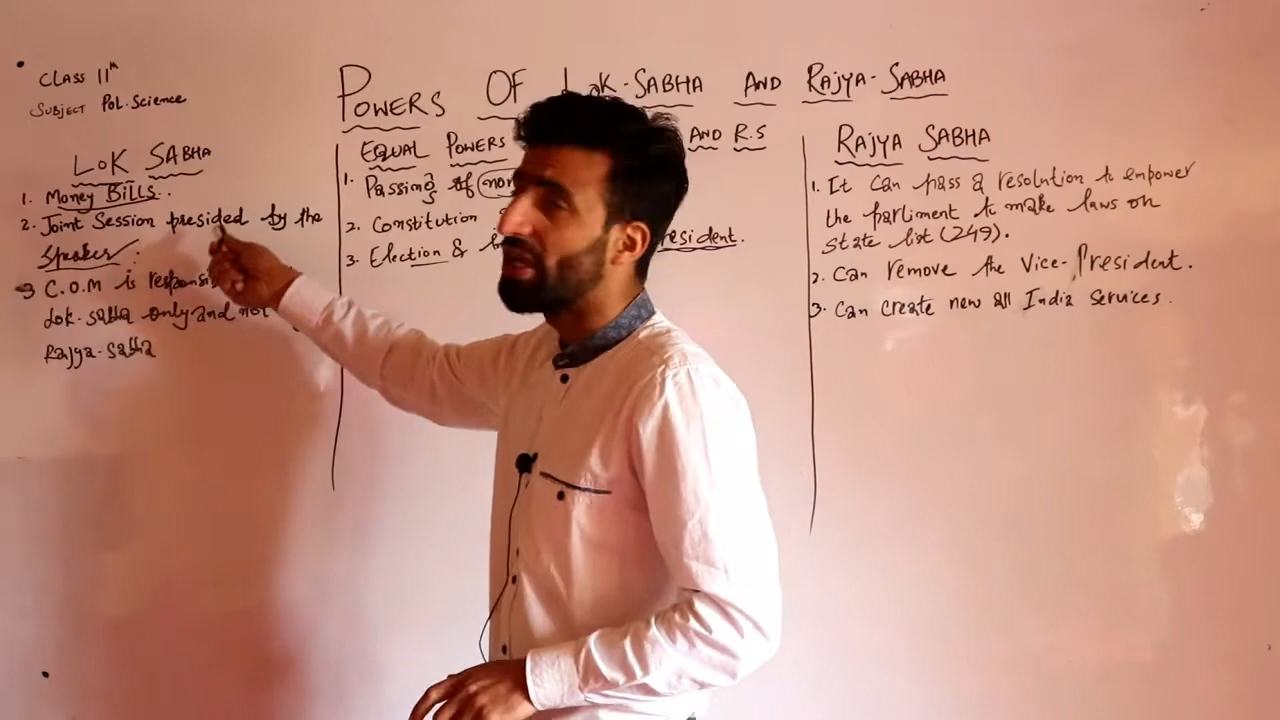 CLASS 11th
SUBJECT POL. Science
POWERS OF LOK-SABHA AND RAJYA-SABHA
LOK SABHA
1. Money BILLS..
2. Joint Session presided by the
Speaker
3 C.O.M is
Lok-sabha only and not
Rajya-sabha
EQUAL POWERS AND R.S
1. Passing of
2. Constitution
3. Election & resident.
RAJYA SABHA
1. It can pass a resolution to empower
the parliment to make laws on
state list (249).
2. Can remove the Vice-President.
3. Can create new all India Services.